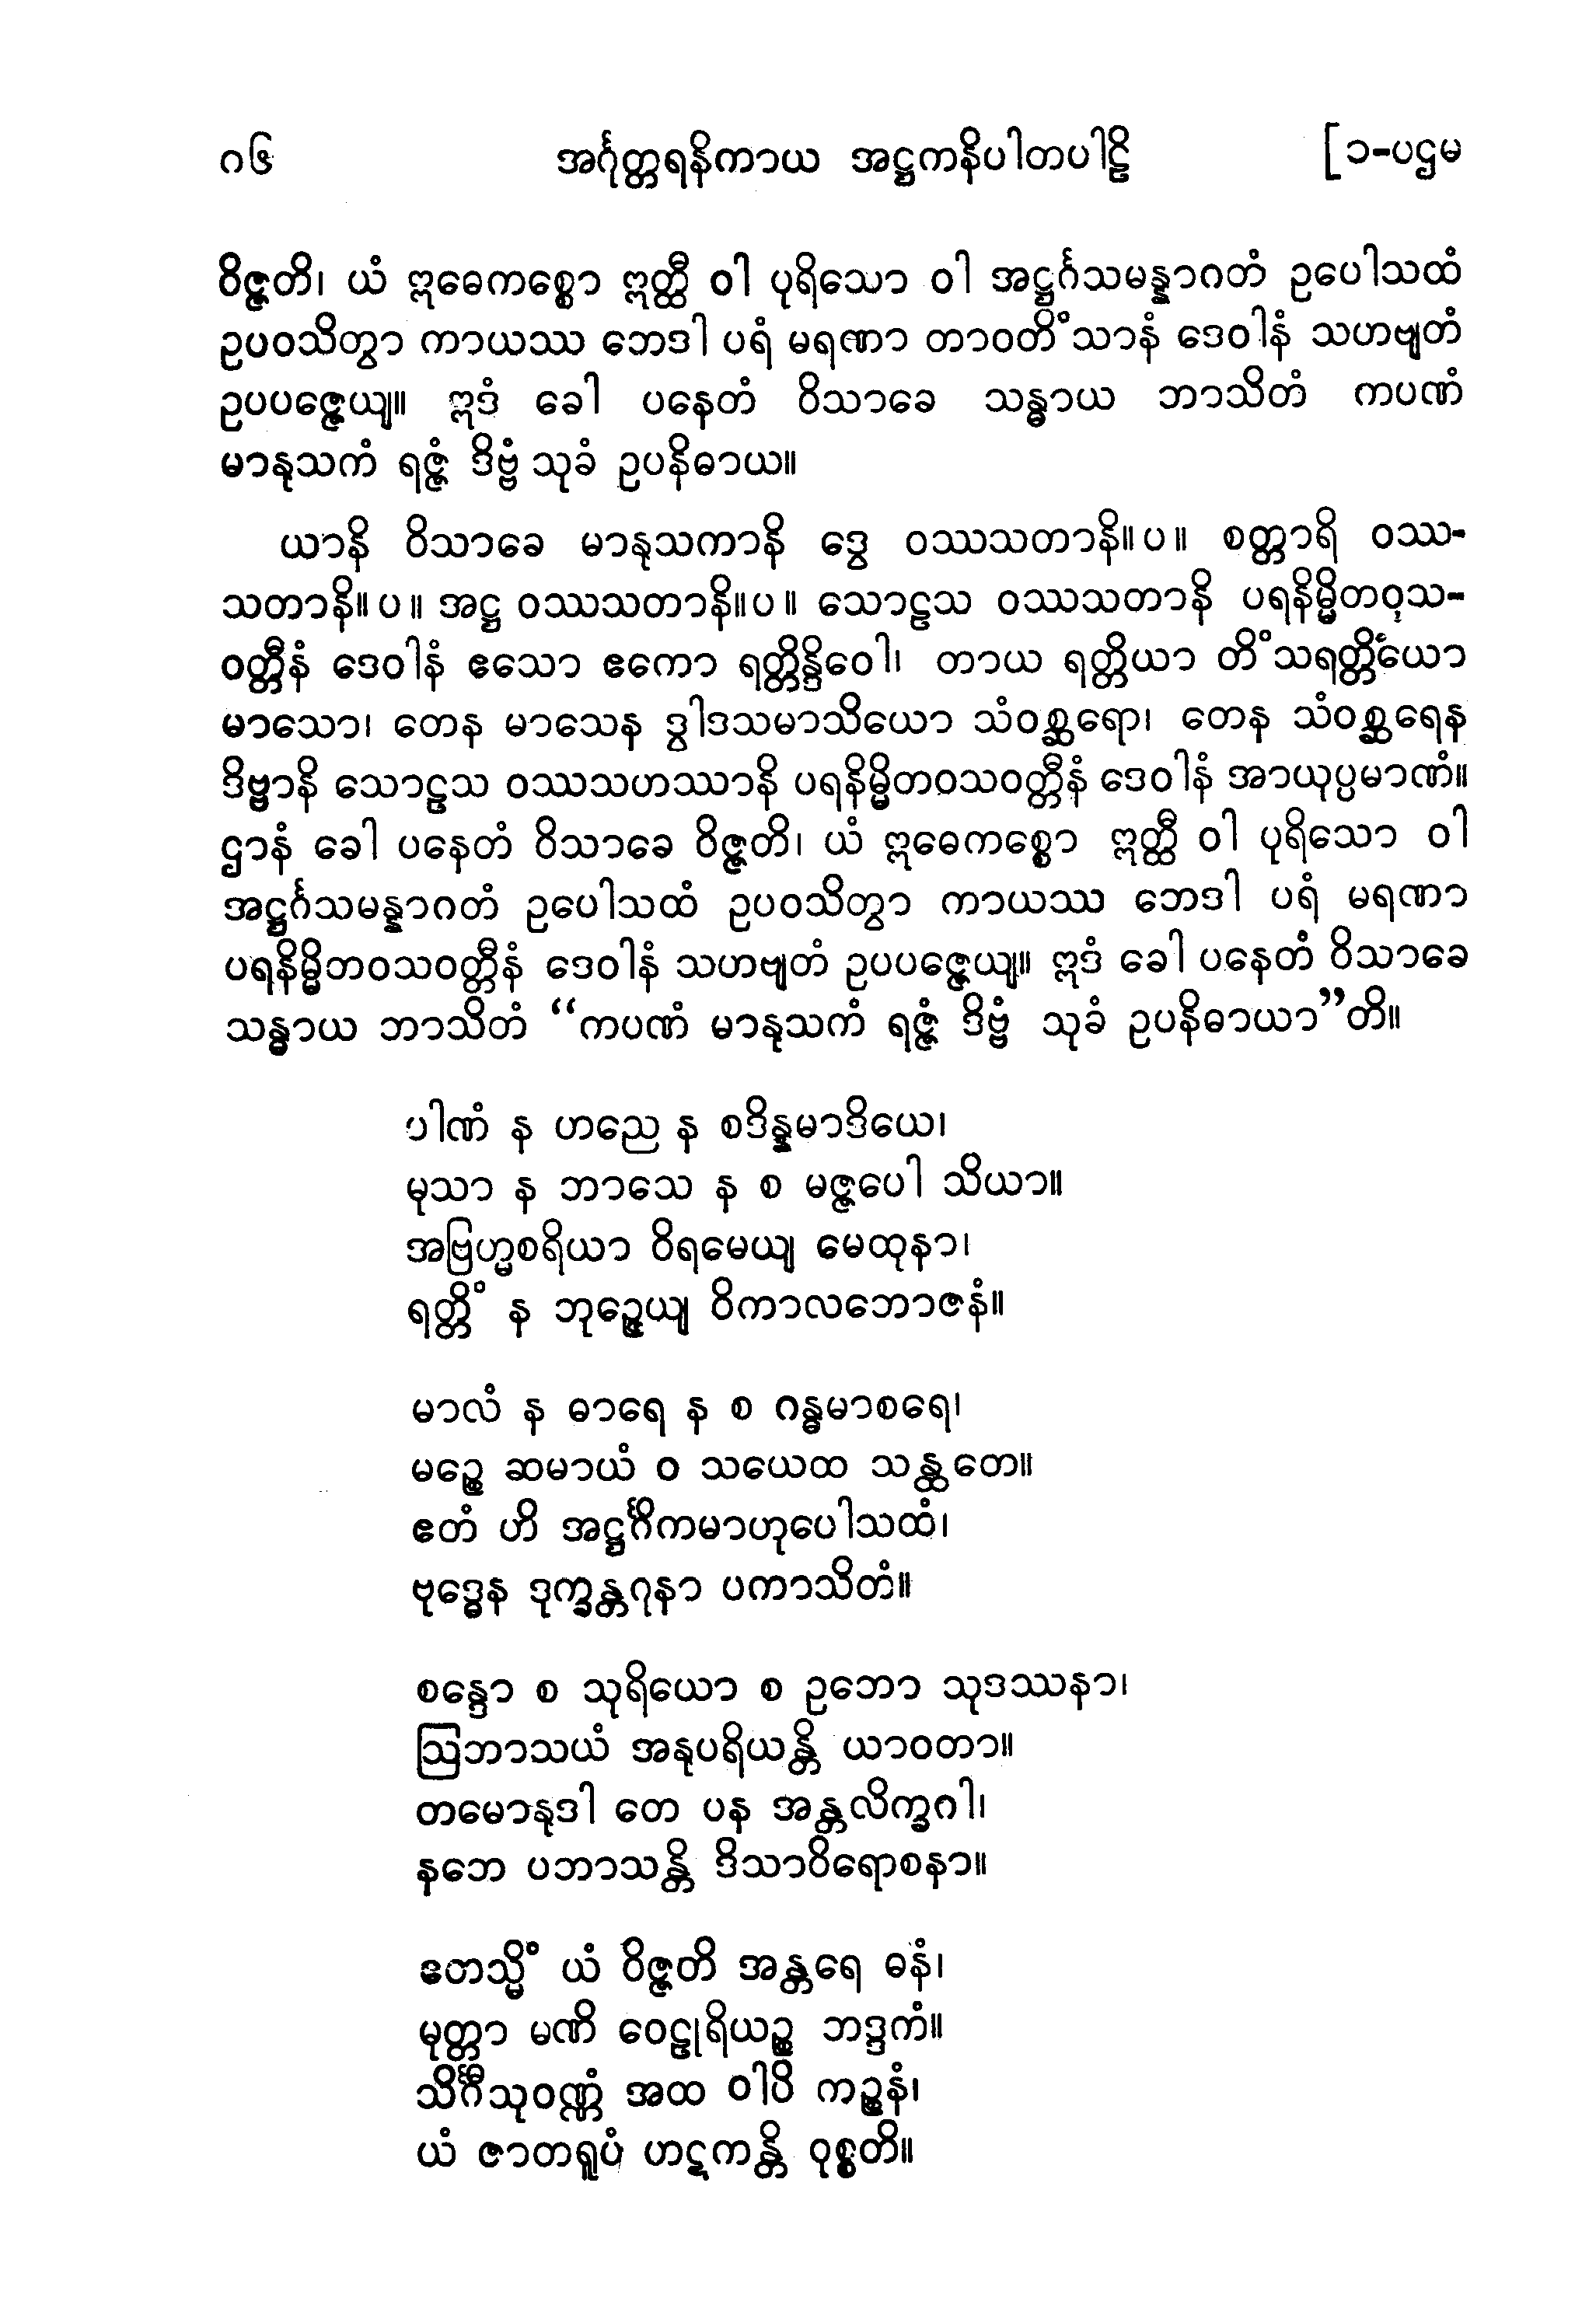 ၈၆ အင်္ဂုတ္တရနိကာယ အဋ္ဌကနိပါတပါဠိ [၁-ပဌမ
ဝိဇ္ဇတိ၊ ယံ ဣဓေကစ္စော ဣတ္ထီ ဝါ ပုရိသော ဝါ အဋ္ဌင်္ဂသမန္နာဂတံ ဥပေါသထံ
ဥပဝသိတွာ ကာယဿ ဘေဒါ ပရံ မရဏာ တာဝတိံသာနံ ဒေဝါနံ သဟဗျတံ
ဥပပဇ္ဇေယျ။ ဣဒံ ခေါ ပနေတံ ဝိသာခေ သန္ဓာယ ဘာသိတံ ကပဏံ
မာနုသကံ ရဇ္ဇံ ဒိဗ္ဗံ သုခံ ဥပနိဓာယ။
ယာနိ ဝိသာခေ မာနုသကာနိ ဒွေ ဝဿသတာနိ။ပ။ စတ္တာရိ ဝဿ-
သတာနိ။ပ။ အဋ္ဌ ဝဿသတာနိ။ပ။ သောဠသ ဝဿသတာနိ ပရနိမ္မိတဝသ-
ဝတ္တီနံ ဒေဝါနံ ဧသော ဧကော ရတ္တိန္ဒိဝေါ၊ တာယ ရတ္တိယာ တိံသရတ္တိယော
မာသော၊ တေန မာသေန ဒွါဒသမာသိယော သံဝစ္ဆရော၊ တေန သံဝစ္ဆရေန
ဒိဗ္ဗာနိ သောဠသ ဝဿသဟဿာနိ ပရနိမ္မိတဝသဝတ္တီနံ ဒေဝါနံ အာယုပ္ပမာဏံ။
ဌာနံ ခေါ ပနေတံ ဝိသာခေ ဝိဇ္ဇတိ၊ ယံ ဣဓေကစ္စော ဣတ္ထီ ဝါ ပုရိသော ဝါ
အဋ္ဌင်္ဂသမန္နာဂတံ ဥပေါသထံ ဥပဝသိတွာ ကာယဿ ဘေဒါ ပရံ မရဏာ
ပရနိမ္မိဘဝသဝတ္တီနံ ဒေဝါနံ သဟဗျတံ ဥပပဇ္ဇေယျ။ ဣဒံ ခေါ ပနေတံ ဝိသာခေ
သန္ဓာယ ဘာသိတံ “ကပဏံ မာနုသကံ ရဇ္ဇံ ဒိဗ္ဗံ သုခံ ဥပနိဓာယာ”တိ။
ပါဏံ န ဟညေ န စဒိန္နမာဒိယေ၊
မုသာ န ဘာသေ န စ မဇ္ဇပေါ သိယာ။
အဗြဟ္မစရိယာ ဝိရမေယျ မေထုနာ၊
ရတ္တိံ န ဘုဉ္ဇေယျ ဝိကာလဘောဇနံ။
မာလံ န ဓာရေ န စ ဂန္ဓမာစရေ၊
မဉ္စေ ဆမာယံ ဝ သယေထ သန္ထတေ။
ဧတံ ဟိ အဋ္ဌင်္ဂိကမာဟုပေါသထံ၊
ဗုဒ္ဓေန ဒုက္ခန္တဂုနာ ပကာသိတံ။
စန္ဒော စ သုရိယော စ ဥဘော သုဒဿနာ၊
ဩဘာသယံ အနုပရိယန္တိ ယာဝတာ။
တမောနုဒါ တေ ပန အန္တလိက္ခဂါ၊
နဘေ ပဘာသန္တိ ဒိသာဝိရောစနာ။
ဧတသ္မိံ ယံ ဝိဇ္ဇတိ အန္တရေ ဓနံ၊
မုတ္တာ မဏိ ဝေဠုရိယဉ္စ ဘဒ္ဒကံ။
သိင်္ဂီသုဝဏ္ဏံ အထ ဝါပိ ကဉ္စနံ၊
ယံ ဇာတရူပံ ဟဋကန္တိ ဝုစ္စတိ။